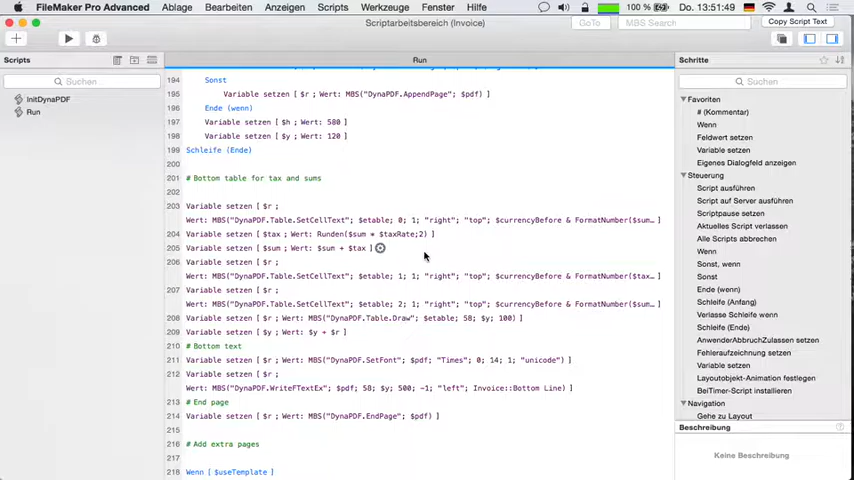 FileMaker Pro Advanced Ablage Bearbeiten Anzeigen Scripts Werkzeuge Fenster Hilfe 100 % Do. 13:51:49
Scriptarbeitsbereich (Invoice)
GoTo MBS Search Copy Script Text
Scripts Run Schritte
Suchen
InitDynaPDF
Run
194 Sonst
195 Variable setzen [ $r ; Wert: MBS("DynaPDF.AppendPage"; $pdf) ]
196 Ende (wenn)
197 Variable setzen [ $h ; Wert: 580 ]
198 Variable setzen [ $y ; Wert: 120 ]
199 Schleife (Ende)
200
201 # Bottom table for tax and sums
202
203 Variable setzen [ $r ;
Wert: MBS("DynaPDF.Table.SetCellText"; $etable; 0; 1; "right"; "top"; $currencyBefore & FormatNumber($sum… ]
204 Variable setzen [ $tax ; Wert: Runden($sum * $taxRate;2) ]
205 Variable setzen [ $sum ; Wert: $sum + $tax ]
206 Variable setzen [ $r ;
Wert: MBS("DynaPDF.Table.SetCellText"; $etable; 1; 1; "right"; "top"; $currencyBefore & FormatNumber($tax… ]
207 Variable setzen [ $r ;
Wert: MBS("DynaPDF.Table.SetCellText"; $etable; 2; 1; "right"; "top"; $currencyBefore & FormatNumber($sum… ]
208 Variable setzen [ $r ; Wert: MBS("DynaPDF.Table.Draw"; $etable; 58; $y; 100) ]
209 Variable setzen [ $y ; Wert: $y + $r ]
210 # Bottom text
211 Variable setzen [ $r ; Wert: MBS("DynaPDF.SetFont"; $pdf; "Times"; 0; 14; 1; "unicode") ]
212 Variable setzen [ $r ;
Wert: MBS("DynaPDF.WriteFTextEx"; $pdf; 58; $y; 500; -1; "left"; Invoice::Bottom Line) ]
213 # End page
214 Variable setzen [ $r ; Wert: MBS("DynaPDF.EndPage"; $pdf) ]
215
216 # Add extra pages
217
218 Wenn [ $useTemplate ]
Suchen
Favoriten
# (Kommentar)
Wenn
Feldwert setzen
Variable setzen
Eigenes Dialogfeld anzeigen
Steuerung
Script ausführen
Script auf Server ausführen
Scriptpause setzen
Aktuelles Script verlassen
Alle Scripts abbrechen
Wenn
Sonst, wenn
Sonst
Ende (wenn)
Schleife (Anfang)
Verlasse Schleife wenn
Schleife (Ende)
AnwenderAbbruchZulassen setzen
Fehleraufzeichnung setzen
Variable setzen
Layoutobjekt-Animation festlegen
BeiTimer-Script installieren
Navigation
Gehe zu Layout
Beschreibung
Keine Beschreibung